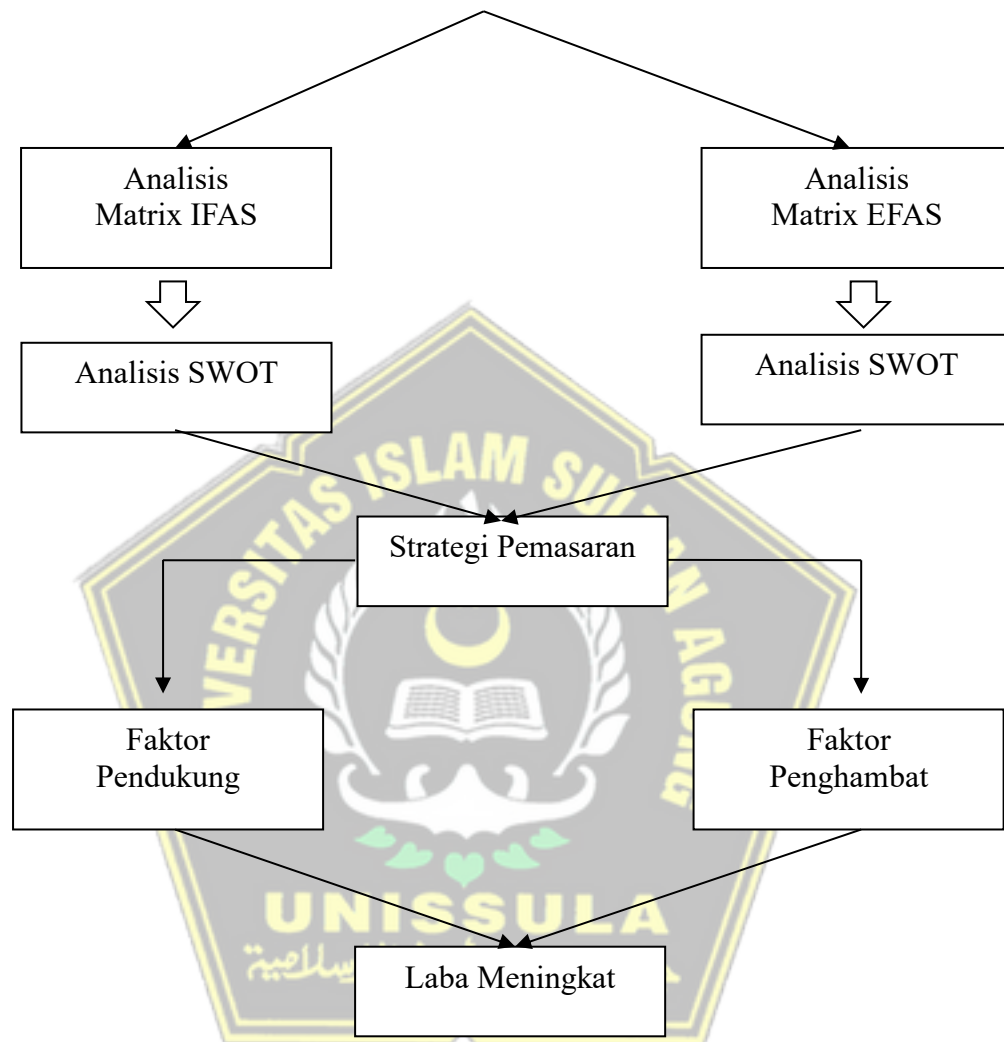 Analisis
Matrix IFAS
Analisis
Matrix EFAS
Analisis SWOT
Analisis SWOT
Strategi Pemasaran
Faktor
Pendukung
Faktor
Penghambat
Laba Meningkat
UNISSULA